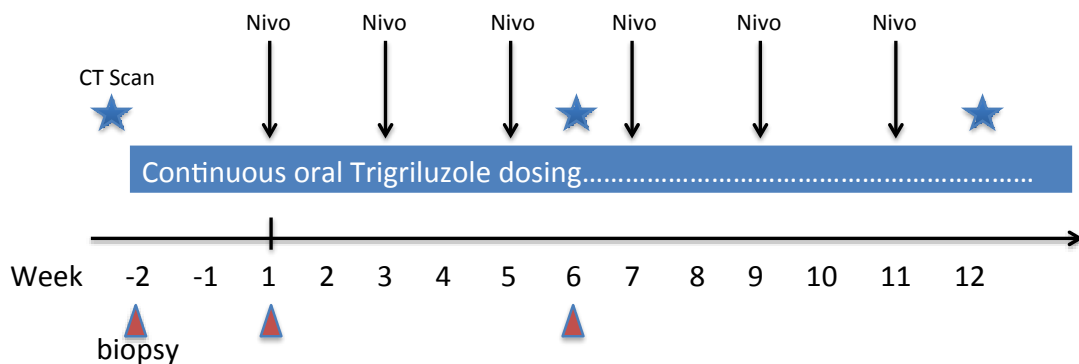 Nivo Nivo Nivo Nivo Nivo Nivo
CT Scan
Continuous oral Trigriluzole dosing……………………………………………………
Week -2 -1 1 2 3 4 5 6 7 8 9 10 11 12
biopsy